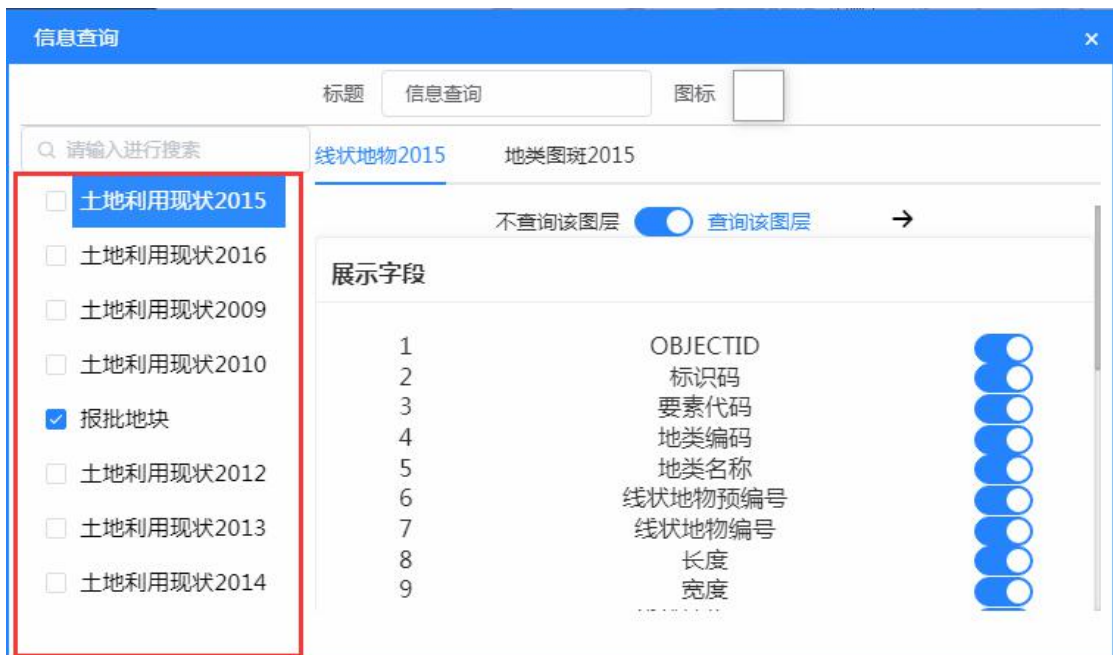 信息查询
标题 信息查询 图标
请输入进行搜索
土地利用现状2015
土地利用现状2016
土地利用现状2009
土地利用现状2010
报批地块
土地利用现状2012
土地利用现状2013
土地利用现状2014
线状地物2015 地类图斑2015
不查询该图层 查询该图层 →
展示字段
1 OBJECTID
2 标识码
3 要素代码
4 地类编码
5 地类名称
6 线状地物预编号
7 线状地物编号
8 长度
9 宽度